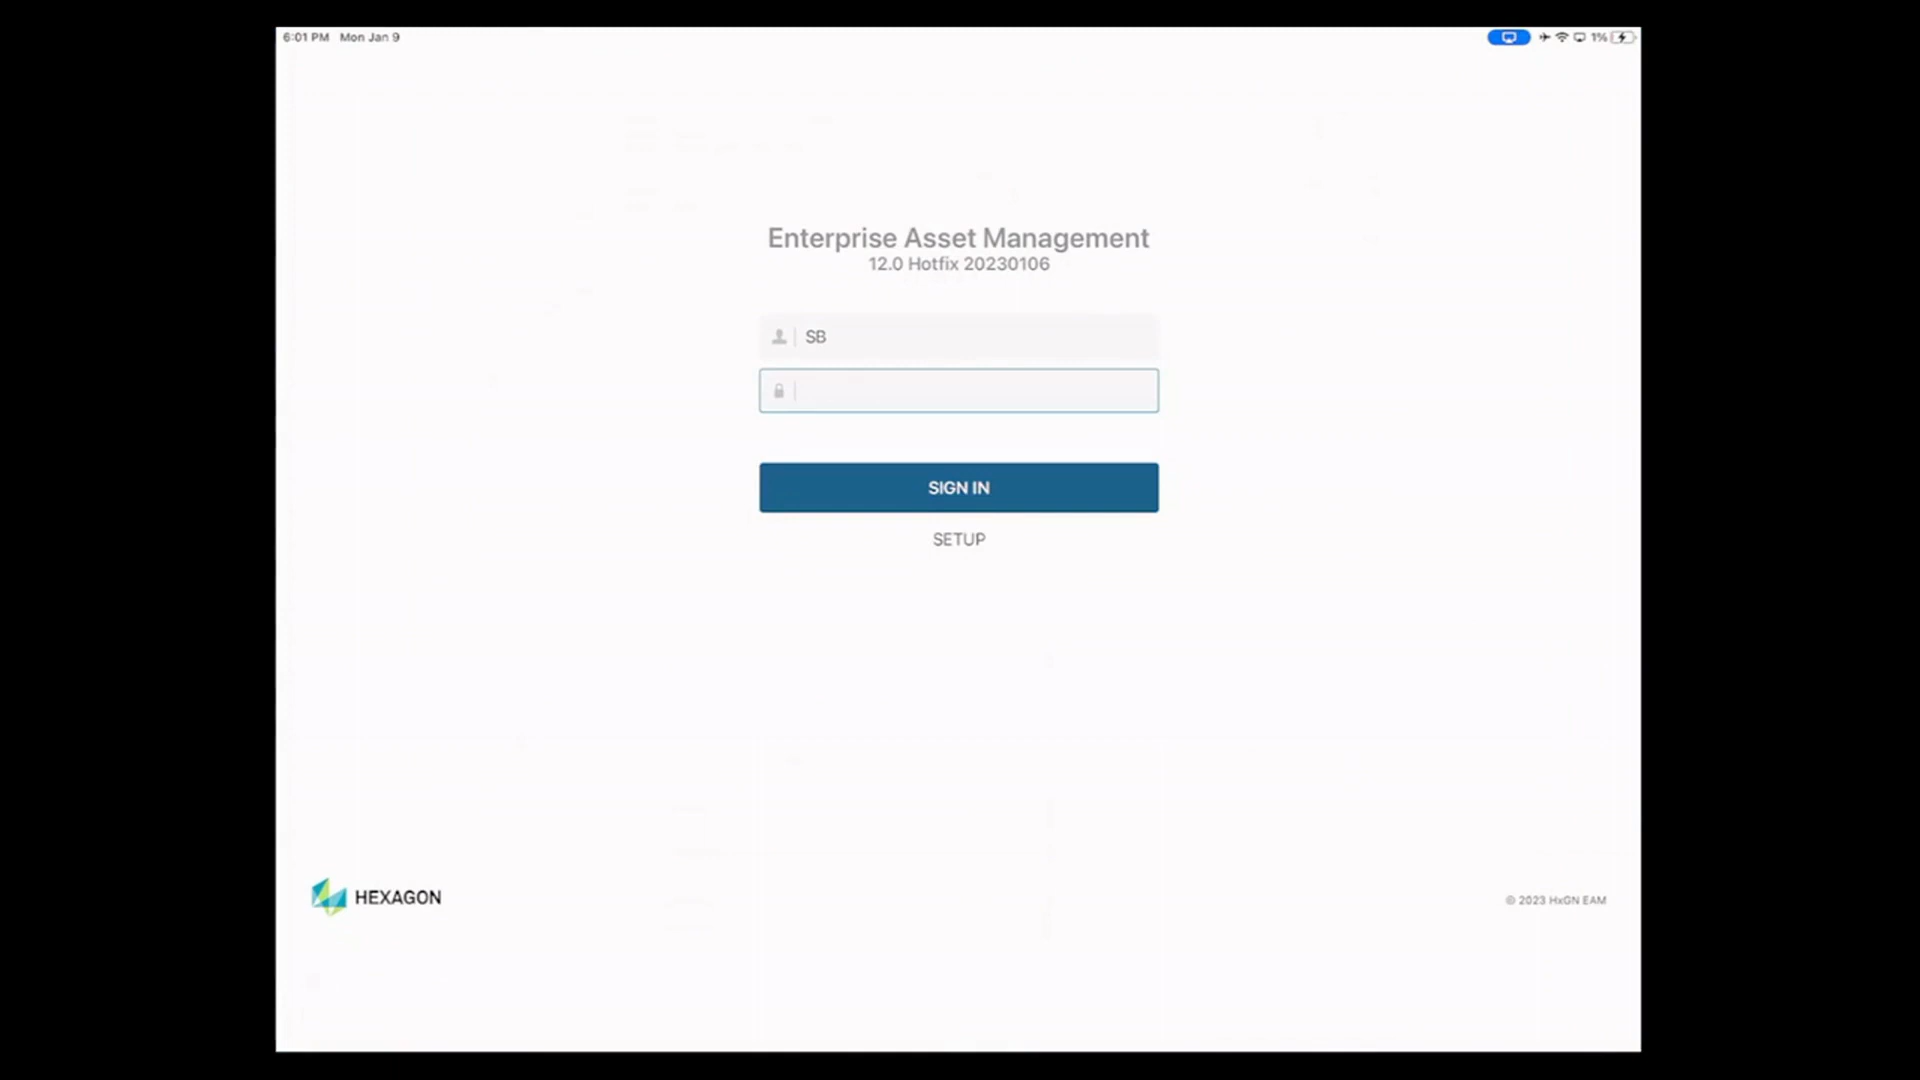 6:01 PM Mon Jan 9
1%
Enterprise Asset Management
12.0 Hotfix 20230106
SB
SIGN IN
SETUP
HEXAGON
© 2023 HxGN EAM